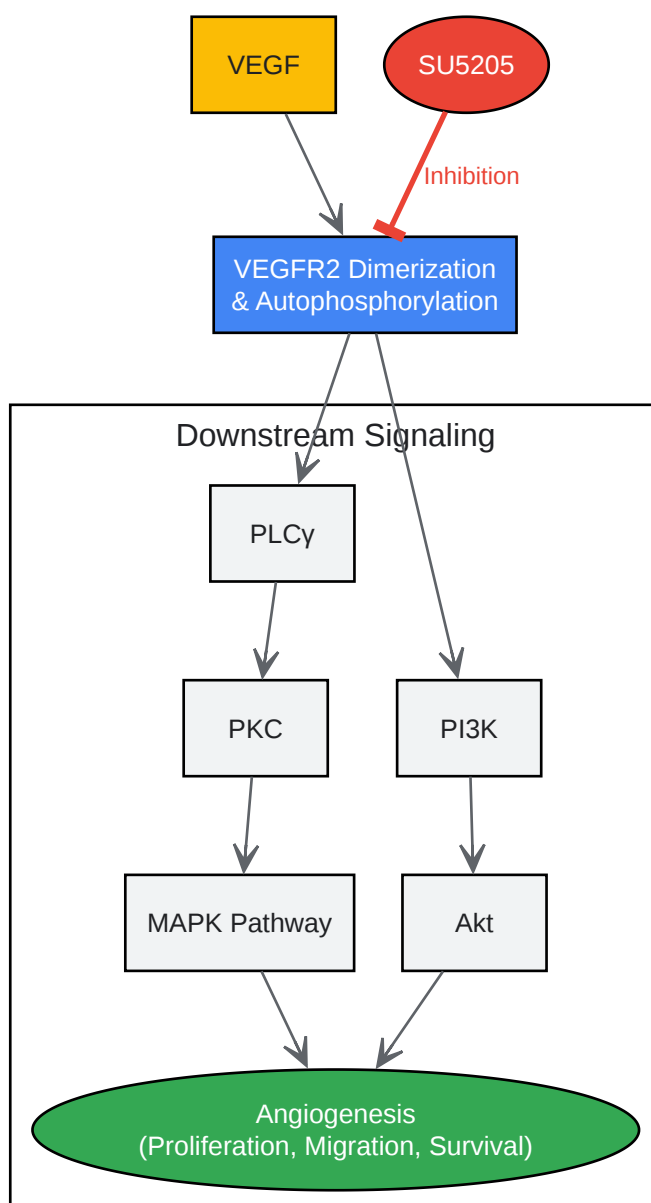 VEGF
SU5205
Inhibition
VEGFR2 Dimerization
& Autophosphorylation
Downstream Signaling
PLCγ
PKC
PI3K
MAPK Pathway
Akt
Angiogenesis
(Proliferation, Migration, Survival)